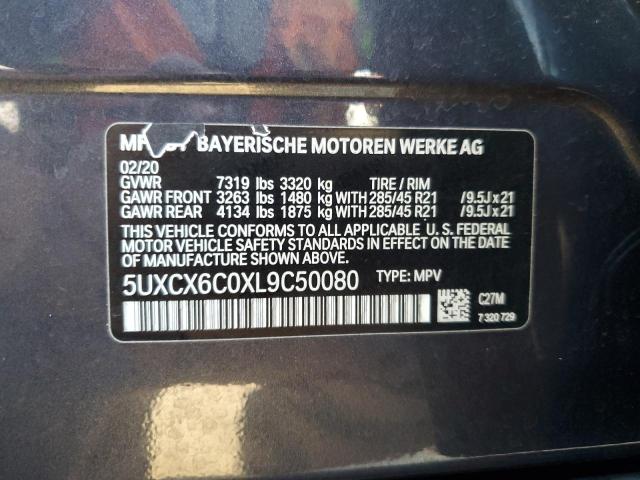 BAYERISCHE MOTOREN WERKE AG
02/20
GVWR 7319 lbs 3320 kg TIRE / RIM
GAWR FRONT 3263 lbs 1480 kg WITH 285/45 R21 /9.5J x 21
GAWR REAR 4134 lbs 1875 kg WITH 285/45 R21 /9.5J x 21
THIS VEHICLE CONFORMS TO ALL APPLICABLE U. S. FEDERAL
MOTOR VEHICLE SAFETY STANDARDS IN EFFECT ON THE DATE
OF MANUFACTURE SHOWN ABOVE.
5UXCX6C0XL9C50080 TYPE: MPV
C27M
7 320 729